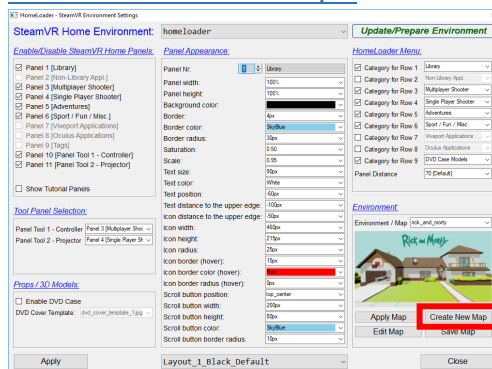 HomeLoader - SteamVR Environment Settings
SteamVR Home Environment:
homeloader
Update/Prepare Environment
Enable/Disable SteamVR Home Panels:
Panel 1 [Library]
Panel 2 [Non-Library Appl.]
Panel 3 [Multiplayer Shooter]
Panel 4 [Single Player Shooter]
Panel 5 [Adventures]
Panel 6 [Sport / Fun / Misc.]
Panel 7 [Viveport Applications]
Panel 8 [Oculus Applications]
Panel 9 [Tags]
Panel 10 [Panel Tool 1 - Controller]
Panel 11 [Panel Tool 2 - Projector]
Show Tutorial Panels
Tool Panel Selection:
Panel Tool 1 - Controller Panel 3 [Multiplayer Shoo
Panel Tool 2 - Projector Panel 4 [Single Player Sh
Props / 3D Models:
Enable DVD Case
DVD Cover Template: dvd_cover_template_1.jpg
Apply
Panel Appearance:
Panel Nr. 1 Library
Panel width: 100%
Panel height: 100%
Background color:
Border: 4px
Border color: SkyBlue
Border radius: 30px
Saturation: 0.50
Scale: 0.95
Text size: 90px
Text color: White
Text position: -60px
Text distance to the upper edge: -100px
Icon distance to the upper edge: -50px
Icon width: 460px
Icon height: 215px
Icon radius: 25px
Icon border (hover): 15px
Icon border color (hover): Red
Icon border radius (hover): 0px
Scroll button position: top_center
Scroll button width: 200px
Scroll button height: 80px
Scroll button color: SkyBlue
Scroll button border radius: 10px
Layout_1_Black_Default
HomeLoader Menu:
Category for Row 1 Library
Category for Row 2 Non-Library Appl.
Category for Row 3 Multiplayer Shooter
Category for Row 4 Single Player Shooter
Category for Row 5 Adventures
Category for Row 6 Sport / Fun / Misc.
Category for Row 7 Viveport Applications
Category for Row 8 Oculus Applications
Category for Row 9 DVD Case Models
Panel Distance 70 [Default]
Environment:
Environment / Map rick_and_morty
Rick and Morty
Apply Map
Create New Map
Edit Map
Save Map
Close